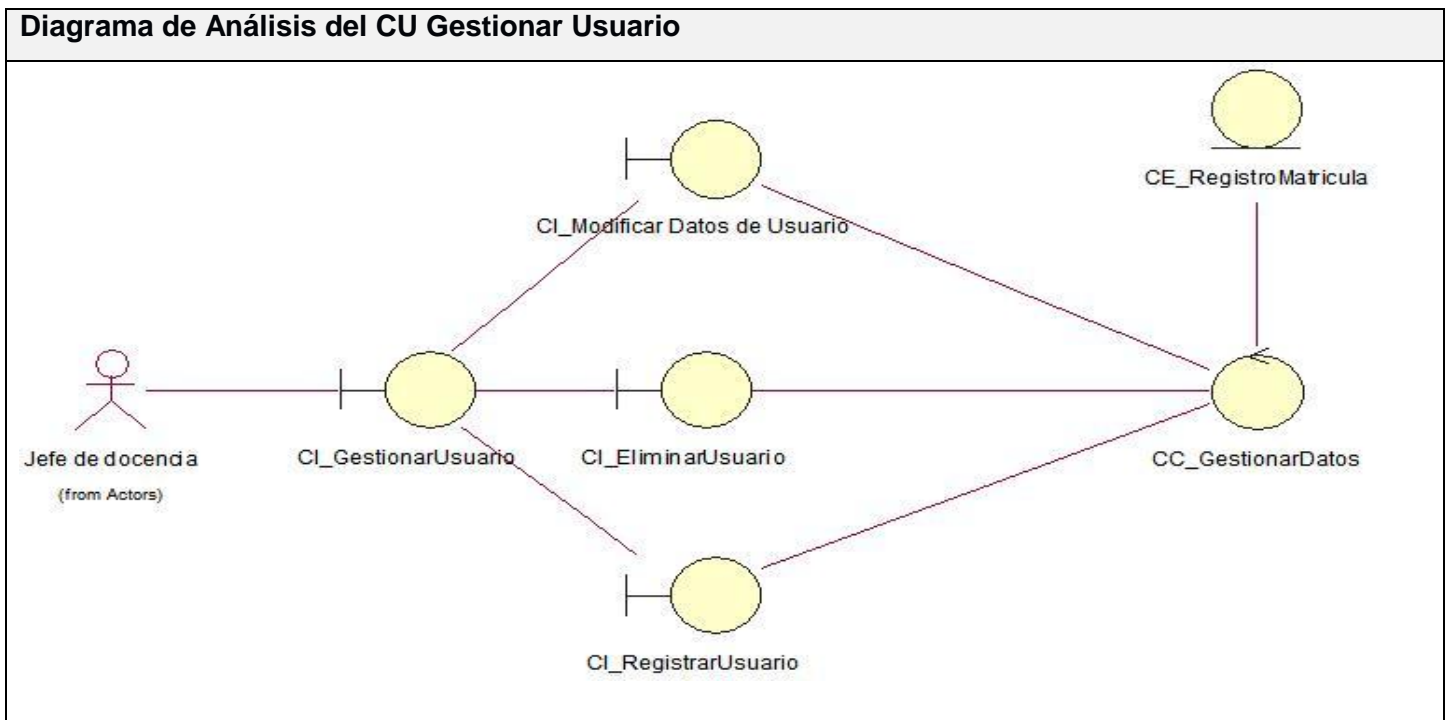 Diagrama de Análisis del CU Gestionar Usuario
CE_RegistroMatricula
CI_Modificar Datos de Usuario
Jefe de docencia
(from Actors)
CI_GestionarUsuario
CI_EliminarUsuario
CC_GestionarDatos
CI_RegistrarUsuario